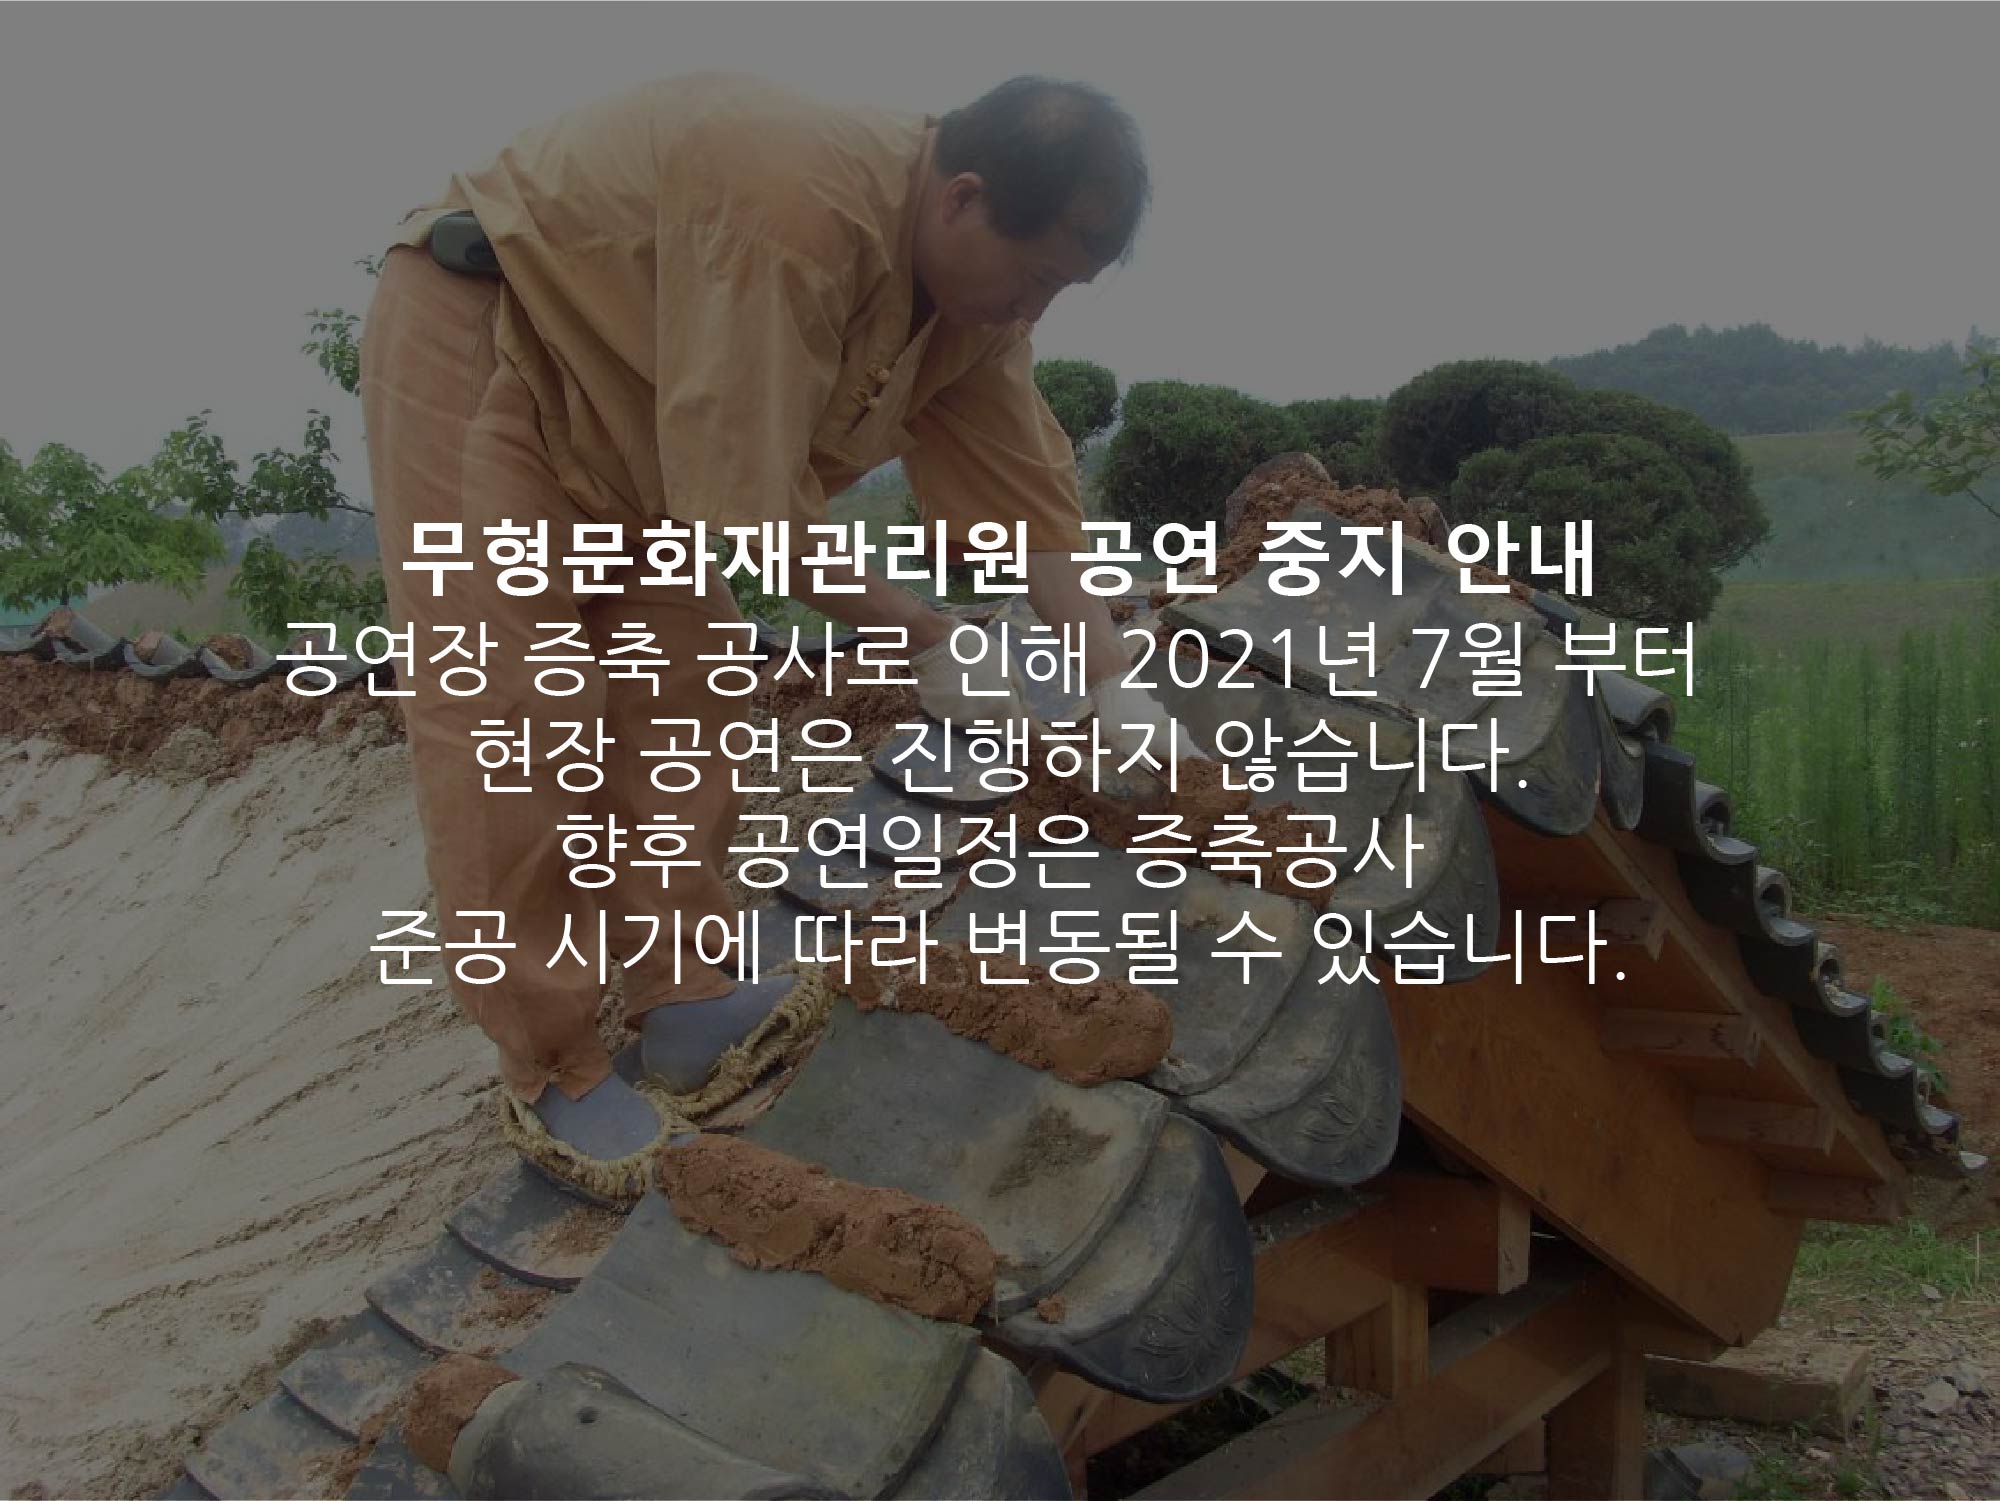 무형문화재관리원 공연 중지 안내
공연장 증축 공사로 인해 2021년 7월 부터
현장 공연은 진행하지 않습니다.
향후 공연일정은 증축공사
준공 시기에 따라 변동될 수 있습니다.